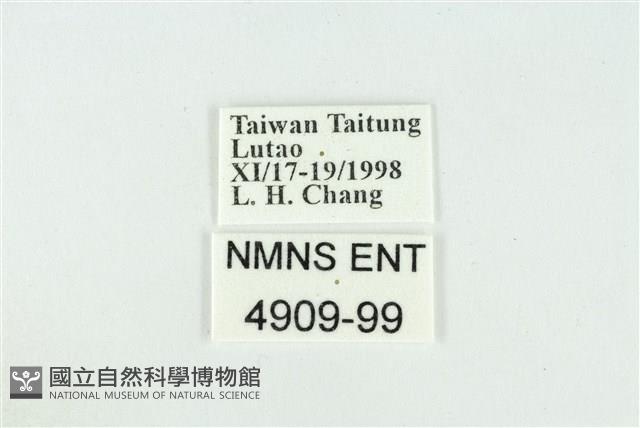 Taiwan Taitung
Lutao
XI/17-19/1998
L. H. Chang
NMNS ENT
4909-99
國立自然科學博物館
NATIONAL MUSEUM OF NATURAL SCIENCE